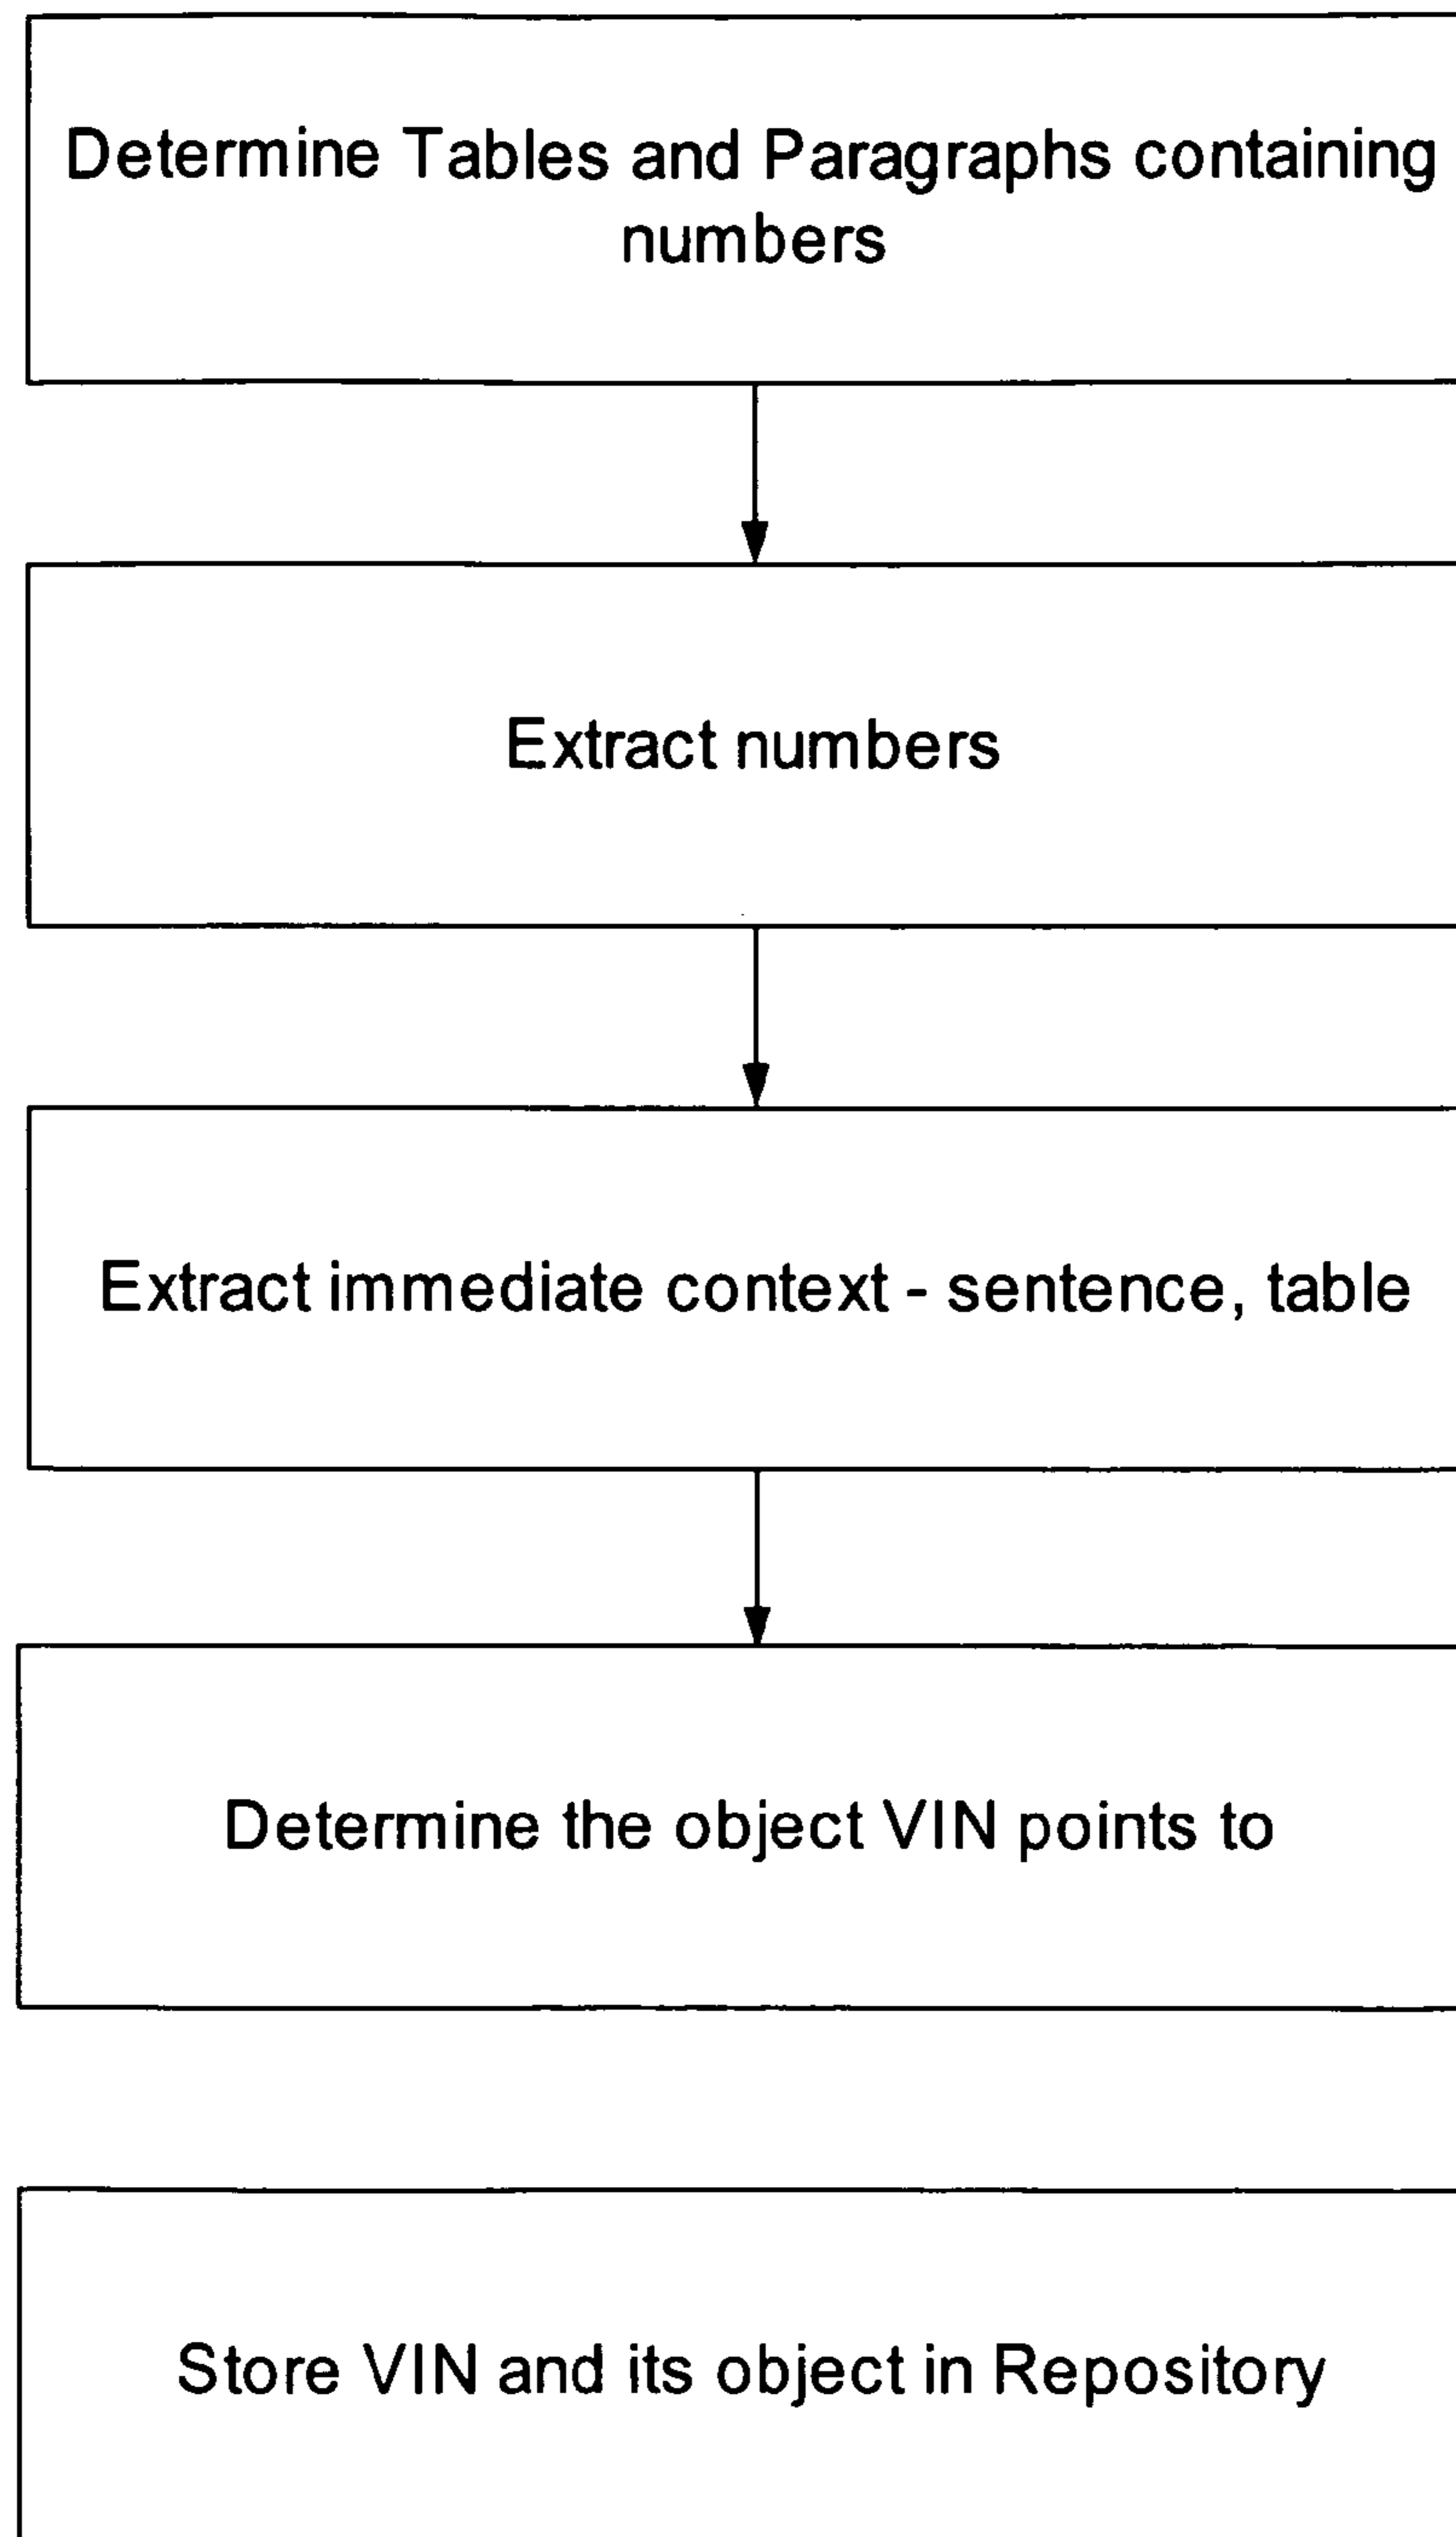 Determine Tables and Paragraphs containing
numbers
Extract numbers
Extract immediate context - sentence, table
Determine the object VIN points to
Store VIN and its object in Repository